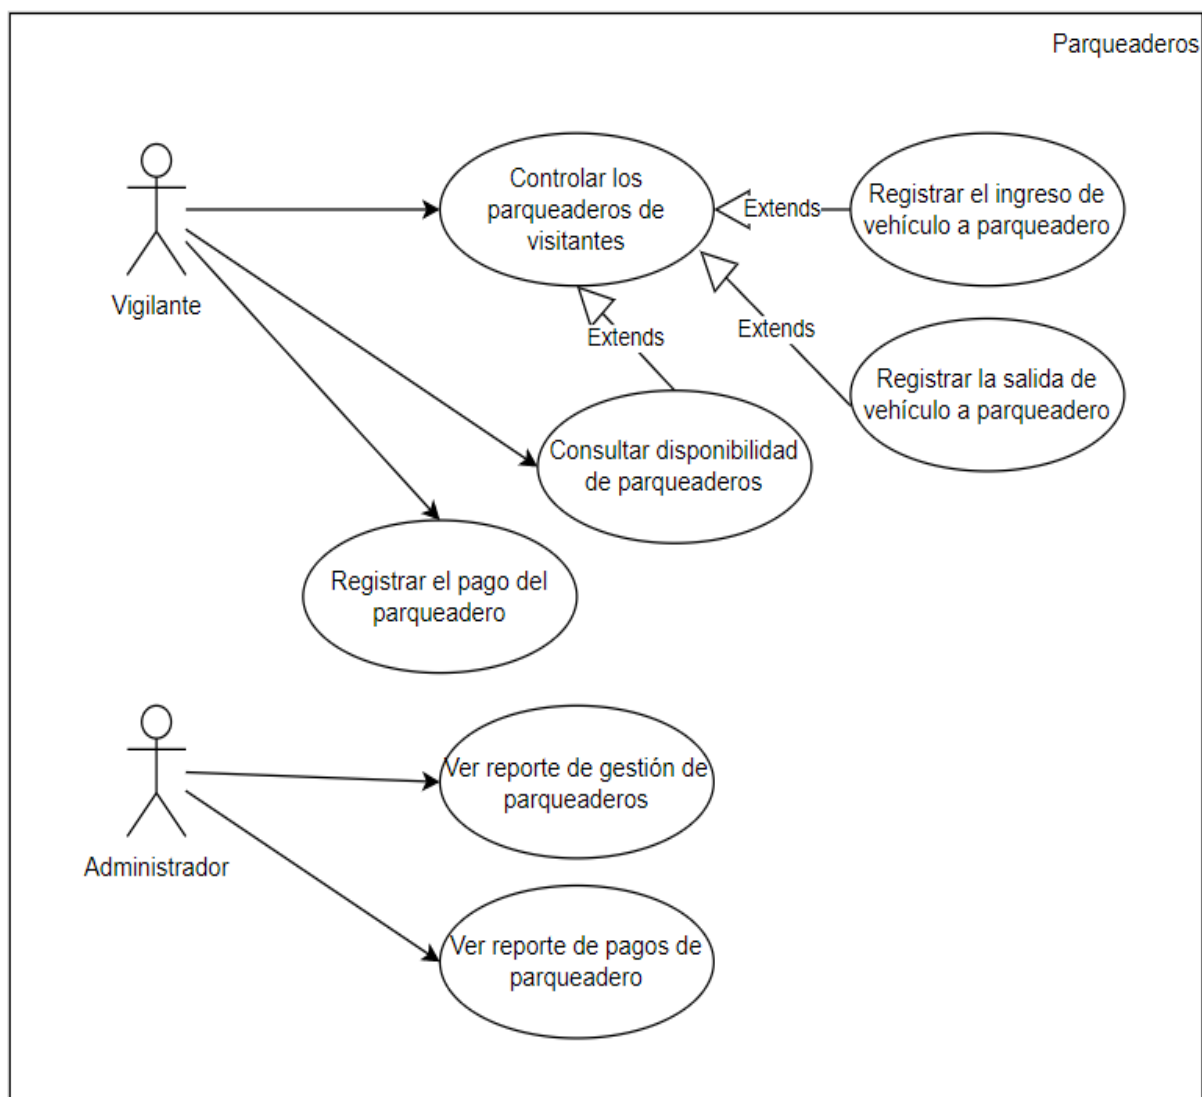 Parqueaderos
Controlar los
parqueaderos de
visitantes
Extends
Registrar el ingreso de
vehículo a parqueadero
Vigilante
Extends
Extends
Registrar la salida de
vehículo a parqueadero
Consultar disponibilidad
de parqueaderos
Registrar el pago del
parqueadero
Ver reporte de gestión de
parqueaderos
Administrador
Ver reporte de pagos de
parqueadero